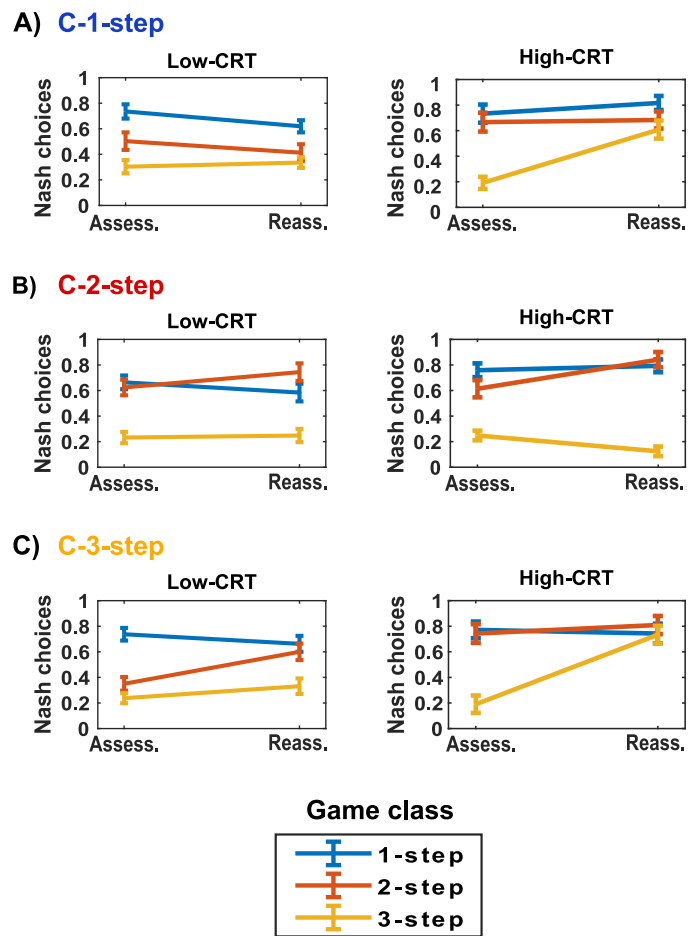 A) C-1-step
Low-CRT
High-CRT
Nash choices
1
0.8
0.6
0.4
0.2
0
Assess.
Reass.
Nash choices
1
0.8
0.6
0.4
0.2
0
Assess.
Reass.
B) C-2-step
Low-CRT
High-CRT
Nash choices
1
0.8
0.6
0.4
0.2
0
Assess.
Reass.
Nash choices
1
0.8
0.6
0.4
0.2
0
Assess.
Reass.
C) C-3-step
Low-CRT
High-CRT
Nash choices
1
0.8
0.6
0.4
0.2
0
Assess.
Reass.
Nash choices
1
0.8
0.6
0.4
0.2
0
Assess.
Reass.
Game class
1-step
2-step
3-step